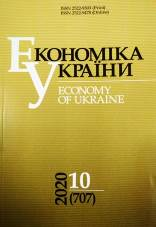 ЕКОНОМІКА
УКРАЇНИ
ECONOMY
OF UKRAINE
2020
10
(707)